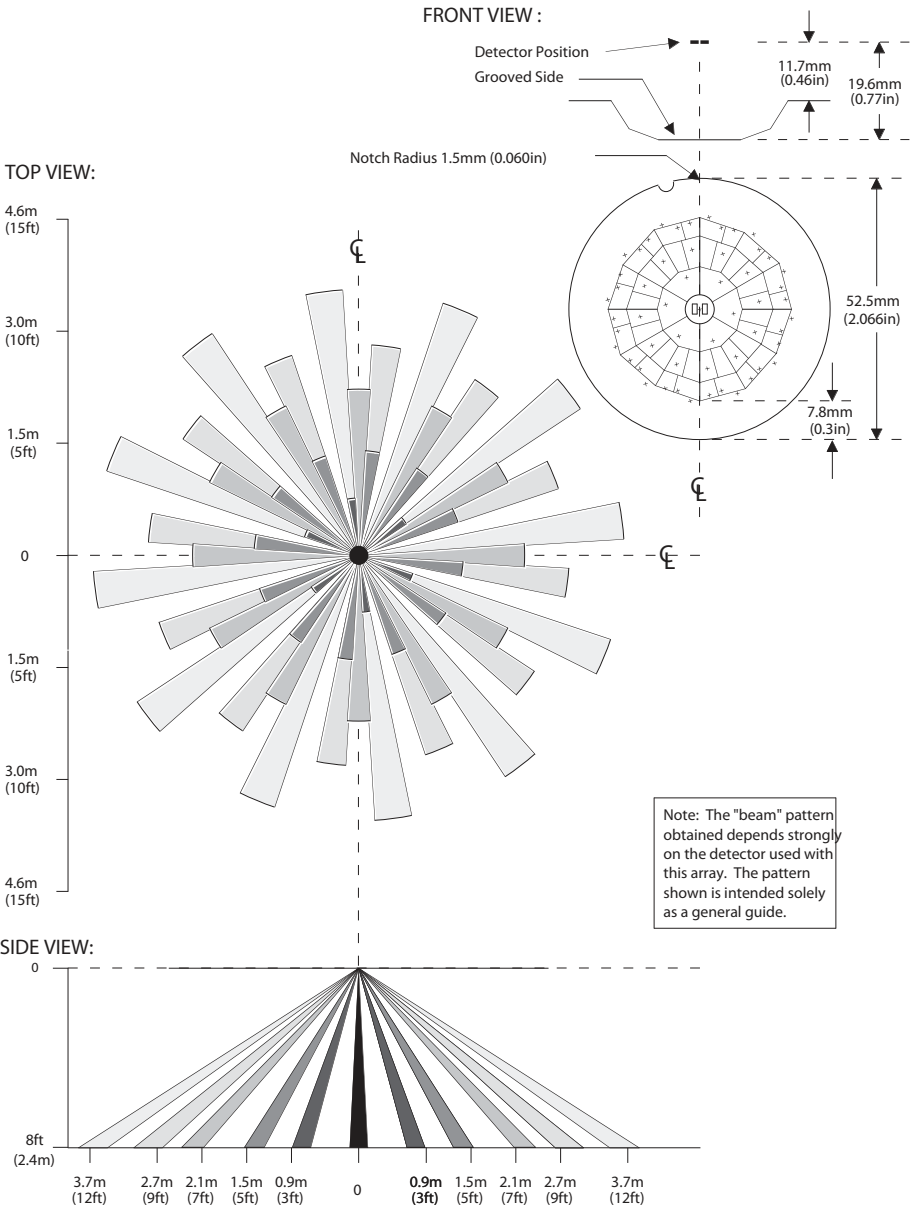 FRONT VIEW :
Detector Position
Grooved Side
11.7mm
(0.46in)
19.6mm
(0.77in)
Notch Radius 1.5mm (0.060in)
52.5mm
(2.066in)
7.8mm
(0.3in)
℄
TOP VIEW:
4.6m
(15ft)
3.0m
(10ft)
1.5m
(5ft)
0
1.5m
(5ft)
3.0m
(10ft)
4.6m
(15ft)
℄
℄
Note: The "beam" pattern
obtained depends strongly
on the detector used with
this array. The pattern
shown is intended solely
as a general guide.
SIDE VIEW:
0
8ft
(2.4m)
3.7m
(12ft)
2.7m
(9ft)
2.1m
(7ft)
1.5m
(5ft)
0.9m
(3ft)
0
0.9m
(3ft)
1.5m
(5ft)
2.1m
(7ft)
2.7m
(9ft)
3.7m
(12ft)